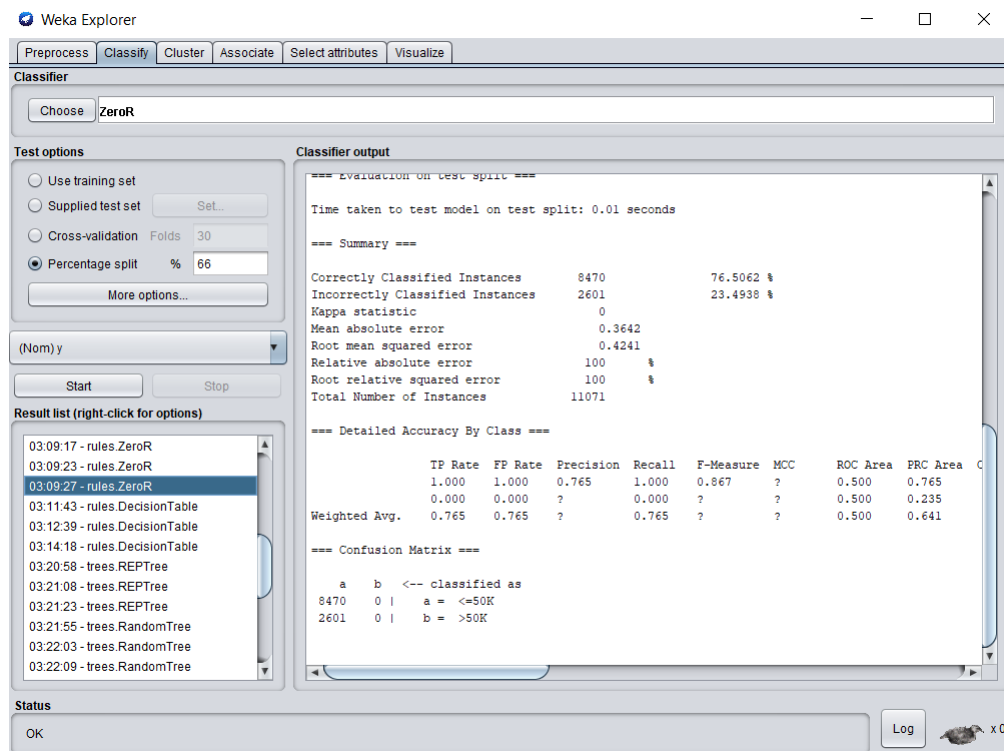 Weka Explorer
Preprocess Classify Cluster Associate Select attributes Visualize
Classifier
Choose ZeroR
Test options
Use training set
Supplied test set Set...
Cross-validation Folds 30
Percentage split % 66
More options...
(Nom) y
Start Stop
Result list (right-click for options)
03:09:17 - rules.ZeroR
03:09:23 - rules.ZeroR
03:09:27 - rules.ZeroR
03:11:43 - rules.DecisionTable
03:12:39 - rules.DecisionTable
03:14:18 - rules.DecisionTable
03:20:58 - trees.REPTree
03:21:08 - trees.REPTree
03:21:23 - trees.REPTree
03:21:55 - trees.RandomTree
03:22:03 - trees.RandomTree
03:22:09 - trees.RandomTree
Classifier output
=== Evaluation on test split ===
Time taken to test model on test split: 0.01 seconds
=== Summary ===
Correctly Classified Instances 8470 76.5062 %
Incorrectly Classified Instances 2601 23.4938 %
Kappa statistic 0
Mean absolute error 0.3642
Root mean squared error 0.4241
Relative absolute error 100 %
Root relative squared error 100 %
Total Number of Instances 11071
=== Detailed Accuracy By Class ===
TP Rate FP Rate Precision Recall F-Measure MCC ROC Area PRC Area C
1.000 1.000 0.765 1.000 0.867 ? 0.500 0.765
0.000 0.000 ? 0.000 ? ? 0.500 0.235
Weighted Avg. 0.765 0.765 ? 0.765 ? ? 0.500 0.641
=== Confusion Matrix ===
a b <-- classified as
8470 0 | a = <=50K
2601 0 | b = >50K
Status
OK
Log x 0